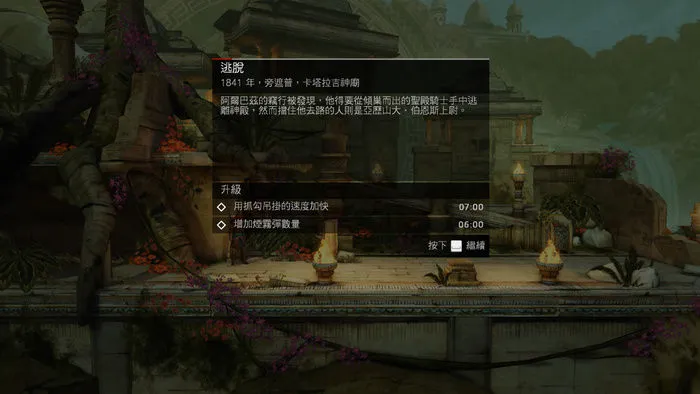 逃脫
1841 年，旁遮普，卡塔拉吉神廟
阿爾巴茲的竊行被發現，他得要從傾巢而出的聖殿騎士手中逃
離神殿，然而擋住他去路的人則是亞歷山大．伯恩斯上尉。
升級
用抓勾吊掛的速度加快 07:00
增加煙霧彈數量 06:00
按下 繼續